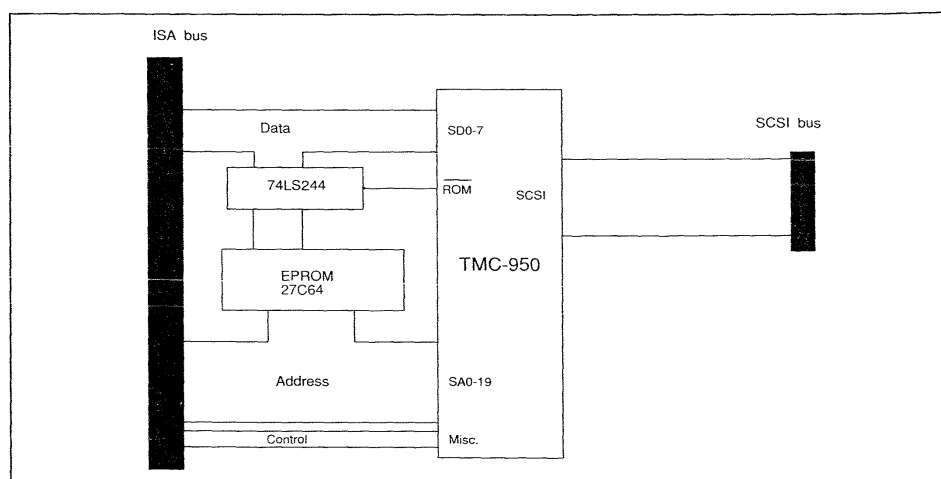 ISA bus
Data
SD0-7
SCSI bus
74LS244
ROM
SCSI
TMC-950
EPROM
27C64
Address
SA0-19
Control
Misc.